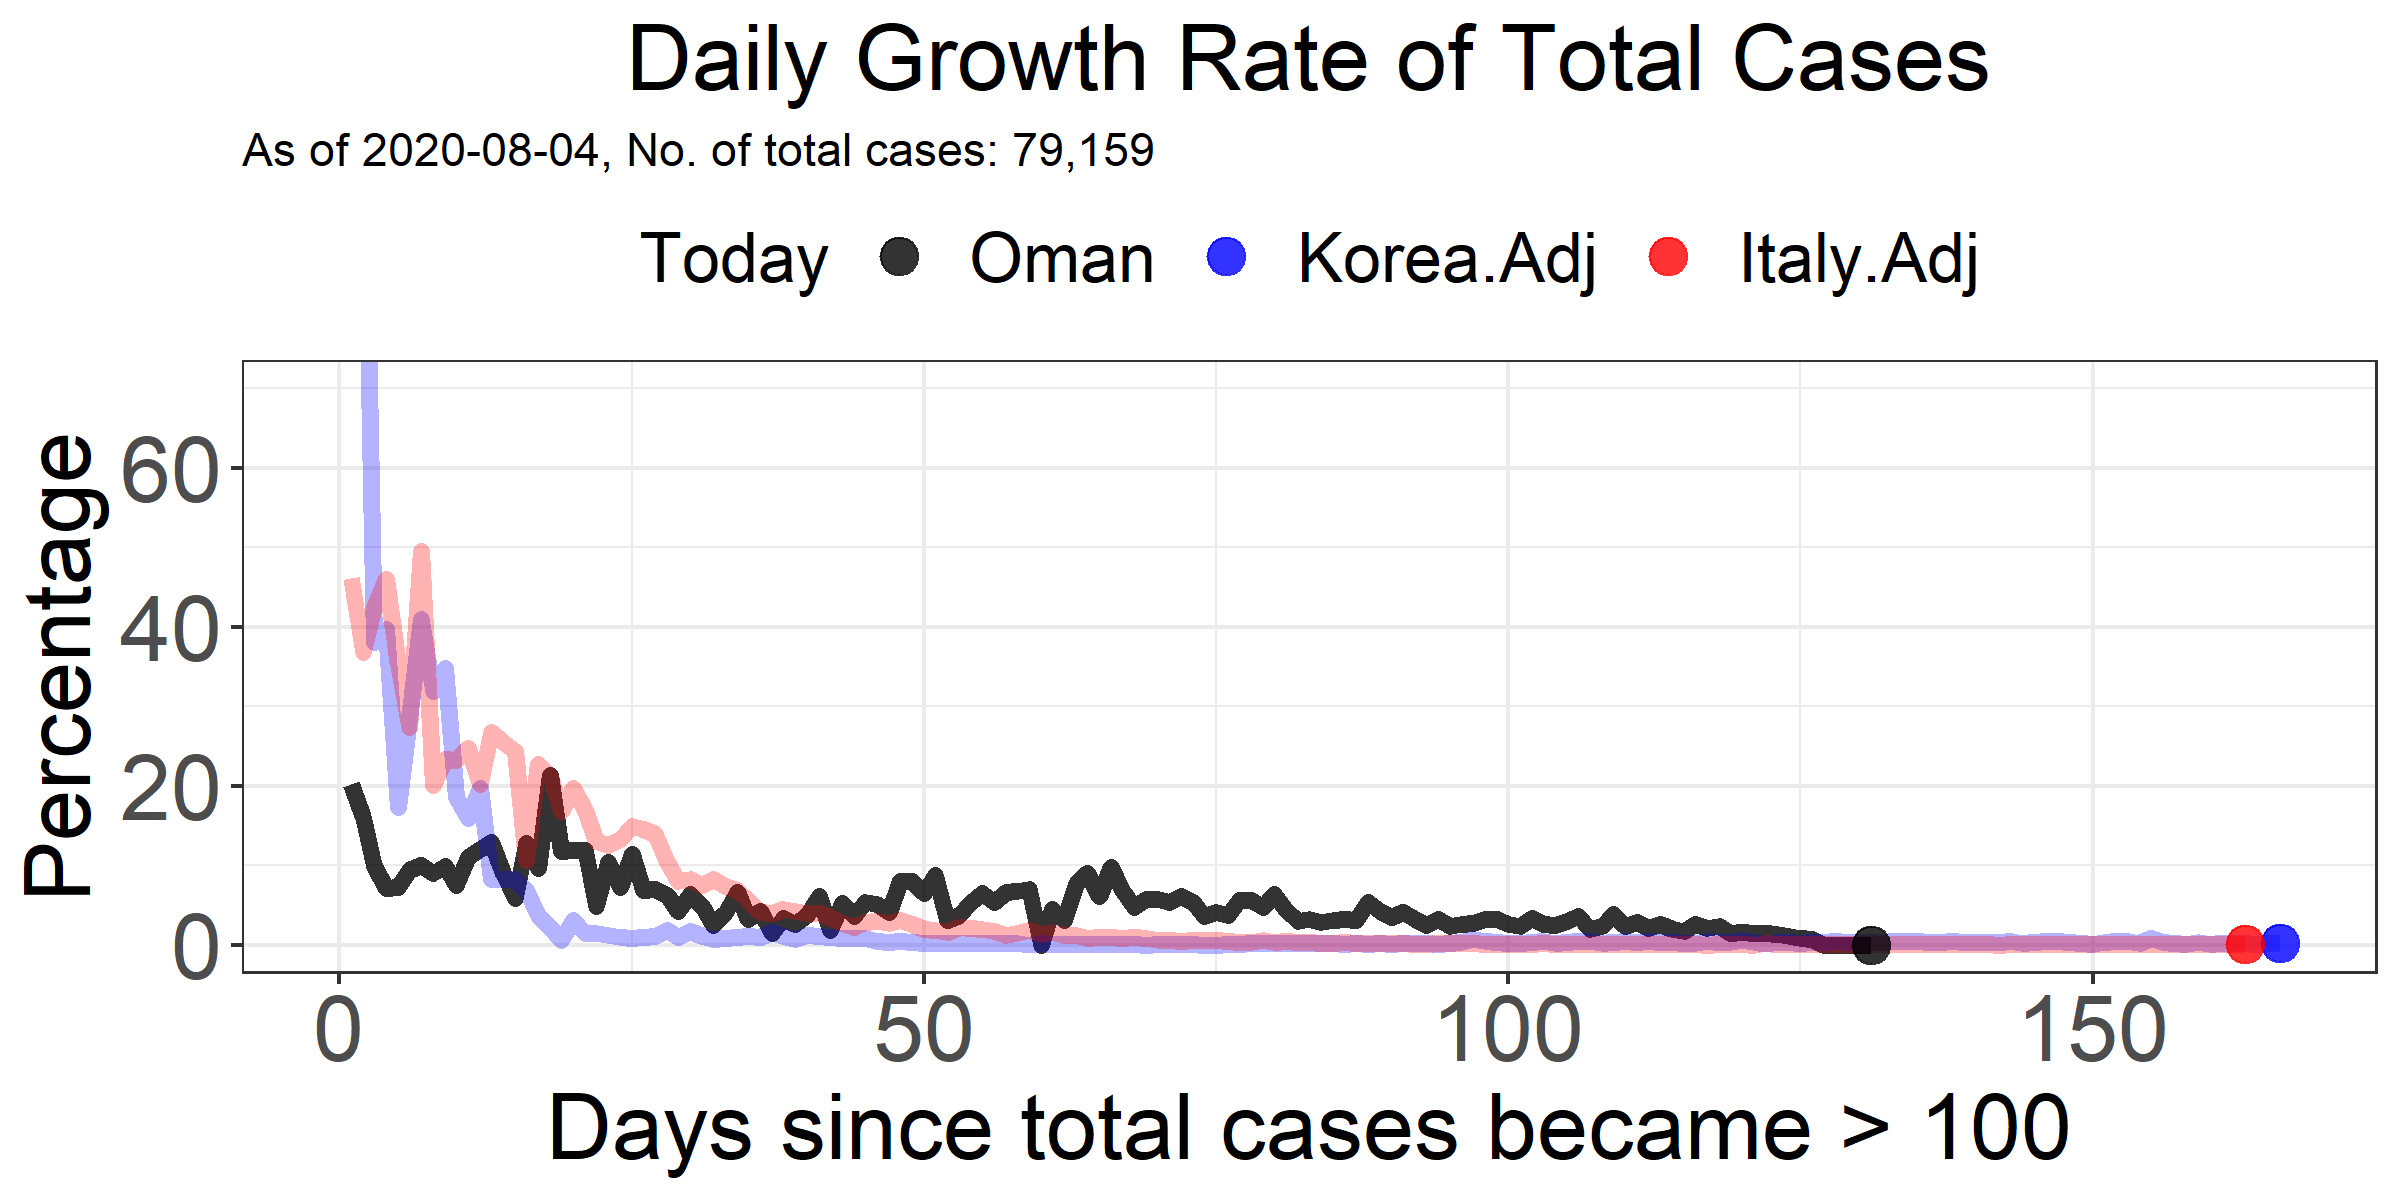 Daily Growth Rate of Total Cases
As of 2020-08-04, No. of total cases: 79,159
Today Oman Korea.Adj Italy.Adj
Percentage
60
40
20
0
0 50 100 150
Days since total cases became > 100